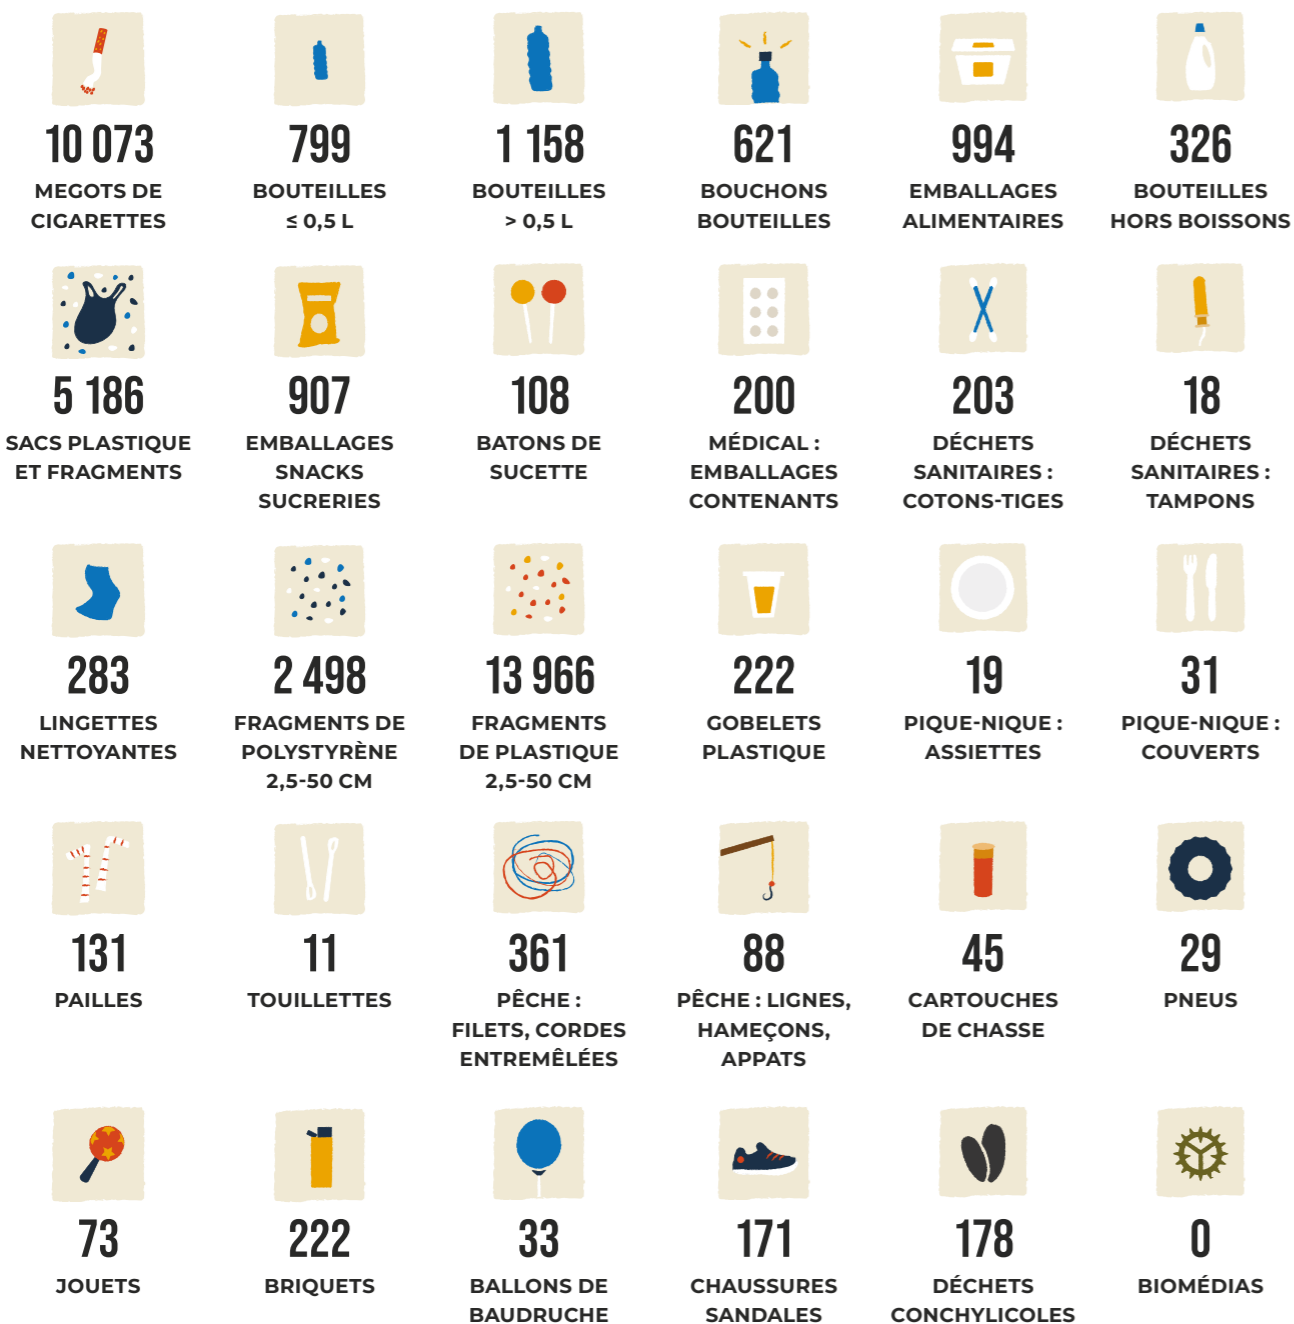 10 073
MEGOTS DE
CIGARETTES
799
BOUTEILLES
≤ 0,5 L
1 158
BOUTEILLES
> 0,5 L
621
BOUCHONS
BOUTEILLES
994
EMBALLAGES
ALIMENTAIRES
326
BOUTEILLES
HORS BOISSONS
5 186
SACS PLASTIQUE
ET FRAGMENTS
907
EMBALLAGES
SNACKS
SUCRERIES
108
BATONS DE
SUCETTE
200
MÉDICAL :
EMBALLAGES
CONTENANTS
203
DÉCHETS
SANITAIRES :
COTONS-TIGES
18
DÉCHETS
SANITAIRES :
TAMPONS
283
LINGETTES
NETTOYANTES
2 498
FRAGMENTS DE
POLYSTYRÈNE
2,5-50 CM
13 966
FRAGMENTS
DE PLASTIQUE
2,5-50 CM
222
GOBELETS
PLASTIQUE
19
PIQUE-NIQUE :
ASSIETTES
31
PIQUE-NIQUE :
COUVERTS
131
PAILLES
11
TOUILLETTES
361
PÊCHE :
FILETS, CORDES
ENTREMÊLÉES
88
PÊCHE : LIGNES,
HAMEÇONS,
APPATS
45
CARTOUCHES
DE CHASSE
29
PNEUS
73
JOUETS
222
BRIQUETS
33
BALLONS DE
BAUDRUCHE
171
CHAUSSURES
SANDALES
178
DÉCHETS
CONCHYLICOLES
0
BIOMÉDIAS